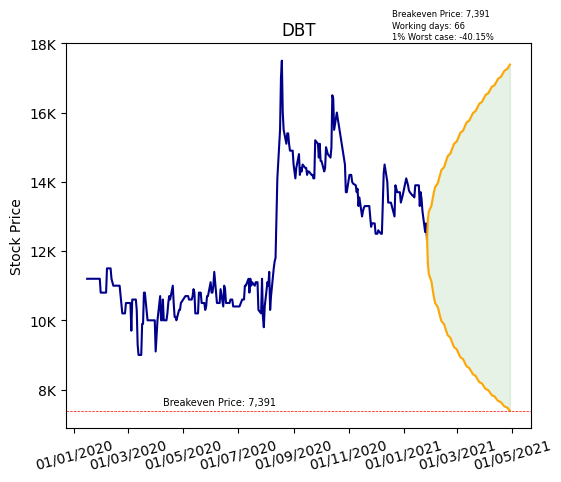 Breakeven Price: 7,391
Working days: 66
1% Worst case: -40.15%
DBT
Stock Price
18K
16K
14K
12K
10K
8K
Breakeven Price: 7,391
01/01/2020 01/03/2020 01/05/2020 01/07/2020 01/09/2020 01/11/2020 01/01/2021 01/03/2021 01/05/2021